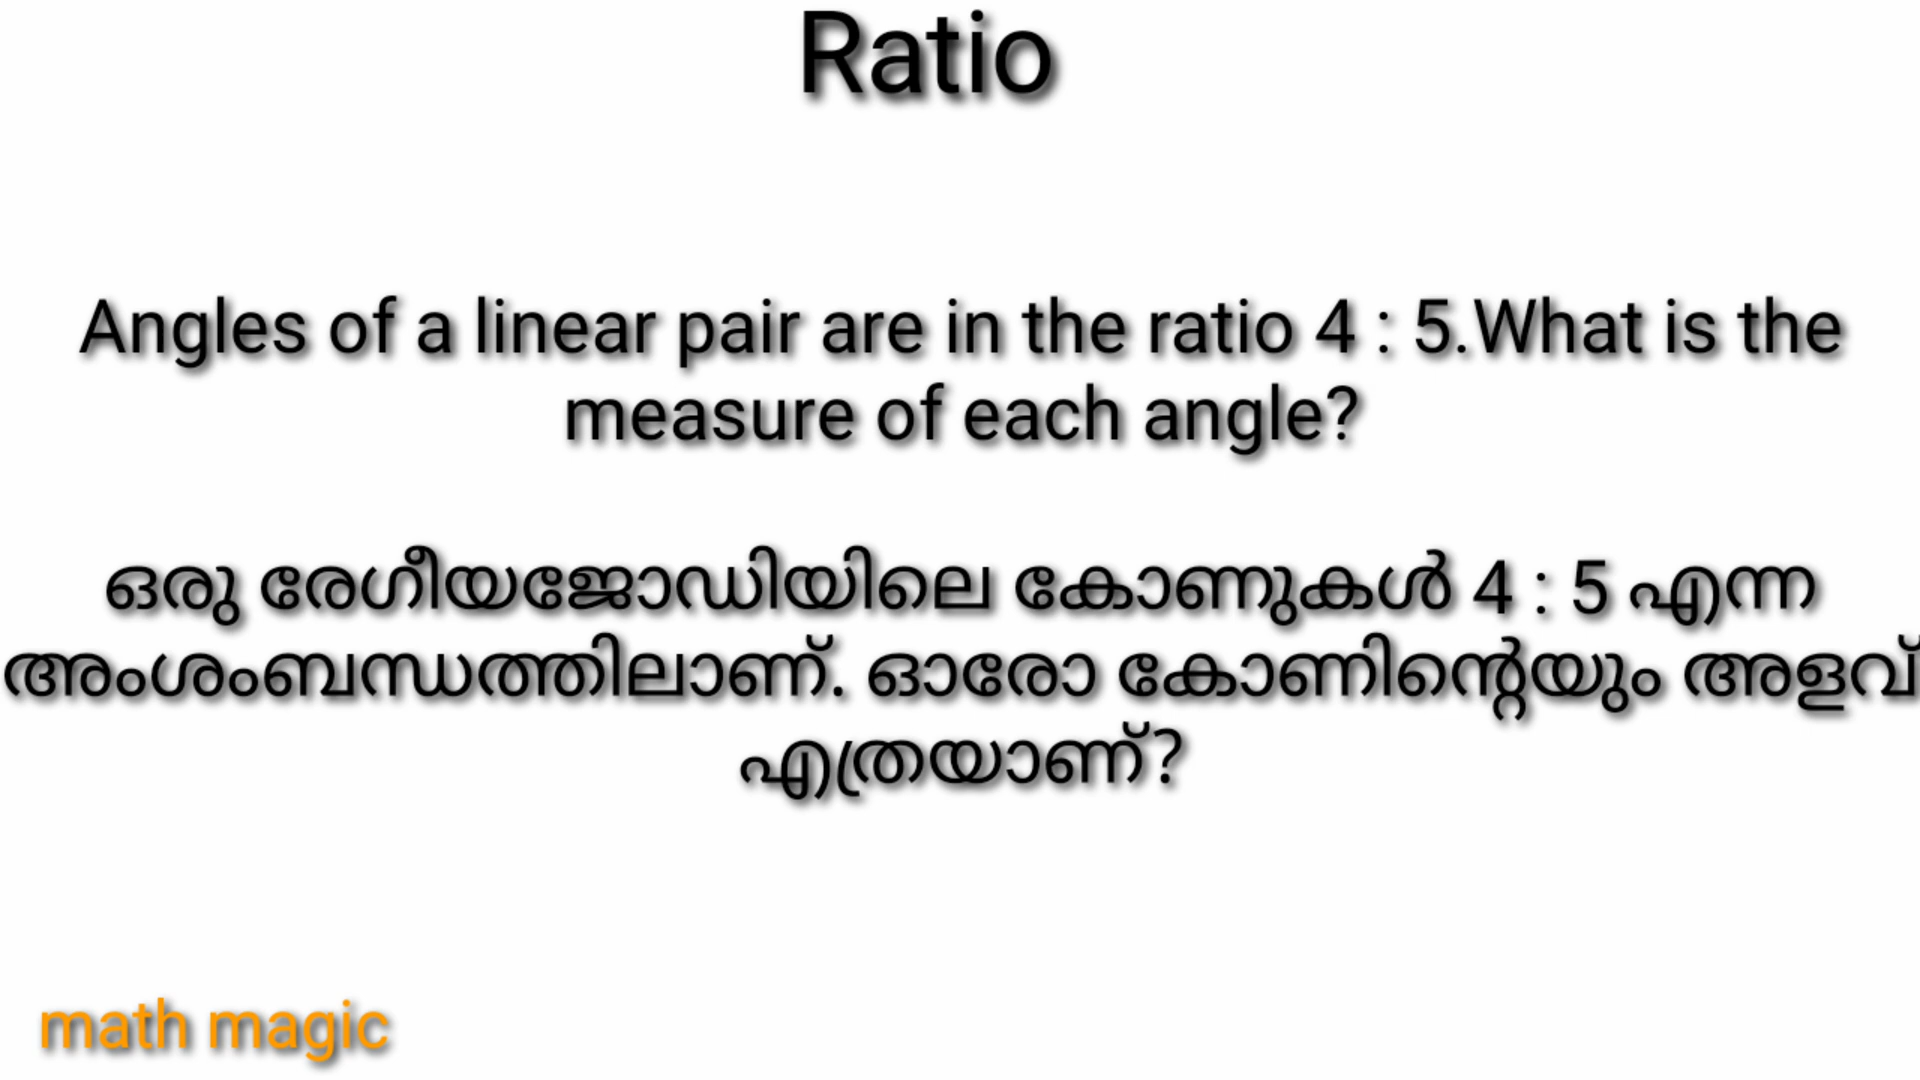 Ratio
Angles of a linear pair are in the ratio 4 : 5.What is the
measure of each angle?
ഒരു രേഗീയജോഡിയിലെ കോണുകൾ 4 : 5 എന്ന
അംശംബന്ധത്തിലാണ്. ഓരോ കോണിന്റെയും അളവ്
എത്രയാണ്?
math magic